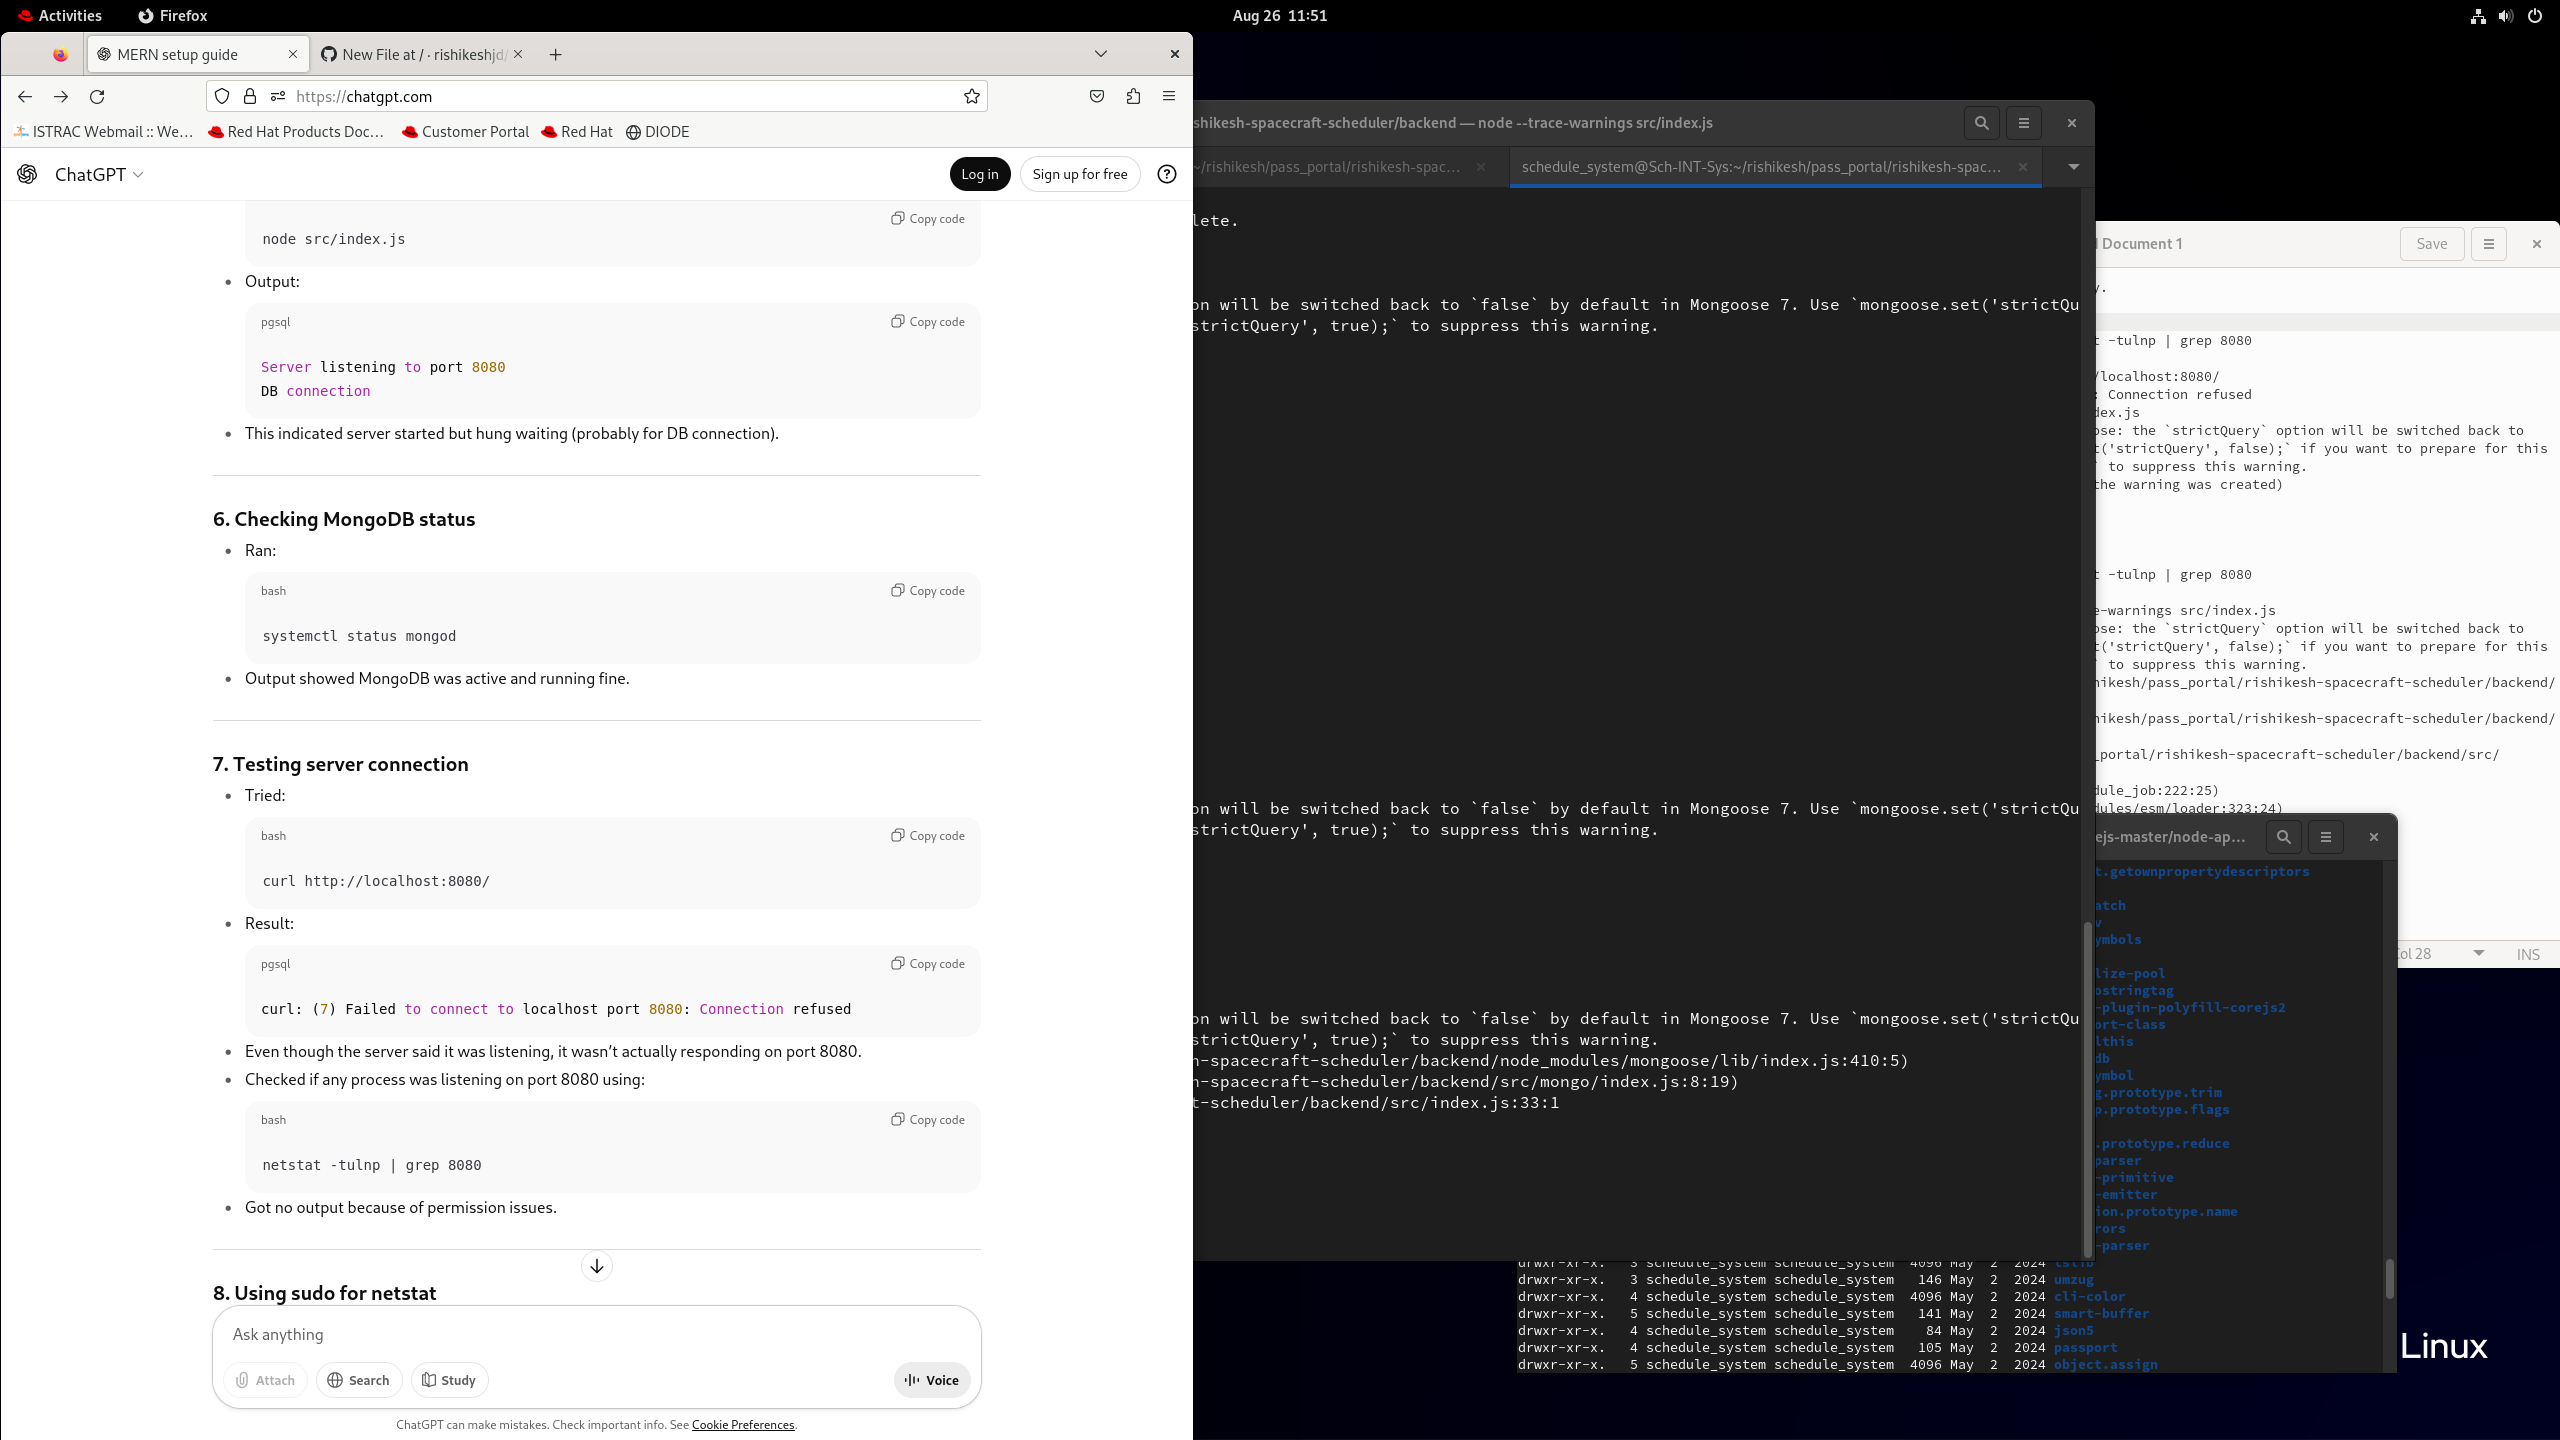 Activities
Firefox
Aug 26 11:51
MERN setup guide
New File at / · rishikeshjd/
https://chatgpt.com
ISTRAC Webmail :: We…
Red Hat Products Doc…
Customer Portal
Red Hat
DIODE
ChatGPT
Log in
Sign up for free
Copy code
node src/index.js
Output:
pgsql
Copy code
Server listening to port 8080
DB connection
This indicated server started but hung waiting (probably for DB connection).
6. Checking MongoDB status
Ran:
bash
Copy code
systemctl status mongod
Output showed MongoDB was active and running fine.
7. Testing server connection
Tried:
bash
Copy code
curl http://localhost:8080/
Result:
pgsql
Copy code
curl: (7) Failed to connect to localhost port 8080: Connection refused
Even though the server said it was listening, it wasn’t actually responding on port 8080.
Checked if any process was listening on port 8080 using:
bash
Copy code
netstat -tulnp | grep 8080
Got no output because of permission issues.
8. Using sudo for netstat
Ask anything
Attach
Search
Study
Voice
ChatGPT can make mistakes. Check important info. See Cookie Preferences.
shikesh-spacecraft-scheduler/backend — node --trace-warnings src/index.js
~/rishikesh/pass_portal/rishikesh-spac…
schedule_system@Sch-INT-Sys:~/rishikesh/pass_portal/rishikesh-spac…
lete.
on will be switched back to `false` by default in Mongoose 7. Use `mongoose.set('strictQu
strictQuery', true);` to suppress this warning.
on will be switched back to `false` by default in Mongoose 7. Use `mongoose.set('strictQu
strictQuery', true);` to suppress this warning.
on will be switched back to `false` by default in Mongoose 7. Use `mongoose.set('strictQu
strictQuery', true);` to suppress this warning.
h-spacecraft-scheduler/backend/node_modules/mongoose/lib/index.js:410:5)
h-spacecraft-scheduler/backend/src/mongo/index.js:8:19)
t-scheduler/backend/src/index.js:33:1
d Document 1
Save
y.
t -tulnp | grep 8080
/localhost:8080/
: Connection refused
dex.js
ose: the `strictQuery` option will be switched back to
t('strictQuery', false);` if you want to prepare for this
` to suppress this warning.
the warning was created)
t -tulnp | grep 8080
e-warnings src/index.js
ose: the `strictQuery` option will be switched back to
t('strictQuery', false);` if you want to prepare for this
` to suppress this warning.
hikesh/pass_portal/rishikesh-spacecraft-scheduler/backend/
hikesh/pass_portal/rishikesh-spacecraft-scheduler/backend/
_portal/rishikesh-spacecraft-scheduler/backend/src/
dule_job:222:25)
dules/esm/loader:323:24)
Col 28
INS
ejs-master/node-ap…
t.getownpropertydescriptors
atch
v
ymbols
lize-pool
ostringtag
-plugin-polyfill-corejs2
ort-class
lthis
db
ymbol
g.prototype.trim
p.prototype.flags
.prototype.reduce
parser
-primitive
-emitter
ion.prototype.name
rors
-parser
drwxr-xr-x. 3 schedule_system schedule_system 4096 May 2 2024 cslib
drwxr-xr-x. 3 schedule_system schedule_system 146 May 2 2024 umzug
drwxr-xr-x. 4 schedule_system schedule_system 4096 May 2 2024 cli-color
drwxr-xr-x. 5 schedule_system schedule_system 141 May 2 2024 smart-buffer
drwxr-xr-x. 4 schedule_system schedule_system 84 May 2 2024 json5
drwxr-xr-x. 4 schedule_system schedule_system 105 May 2 2024 passport
drwxr-xr-x. 5 schedule_system schedule_system 4096 May 2 2024 object.assign
Linux